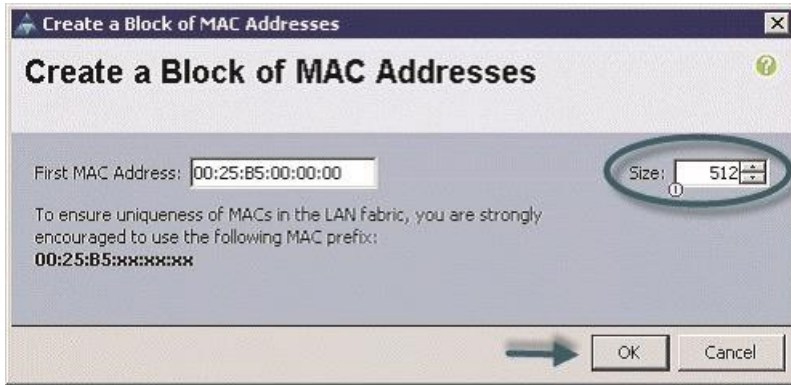 Create a Block of MAC Addresses
Create a Block of MAC Addresses
First MAC Address: 00:25:B5:00:00:00
Size: 512
To ensure uniqueness of MACs in the LAN fabric, you are strongly
encouraged to use the following MAC prefix:
00:25:B5:xx:xx:xx
OK
Cancel